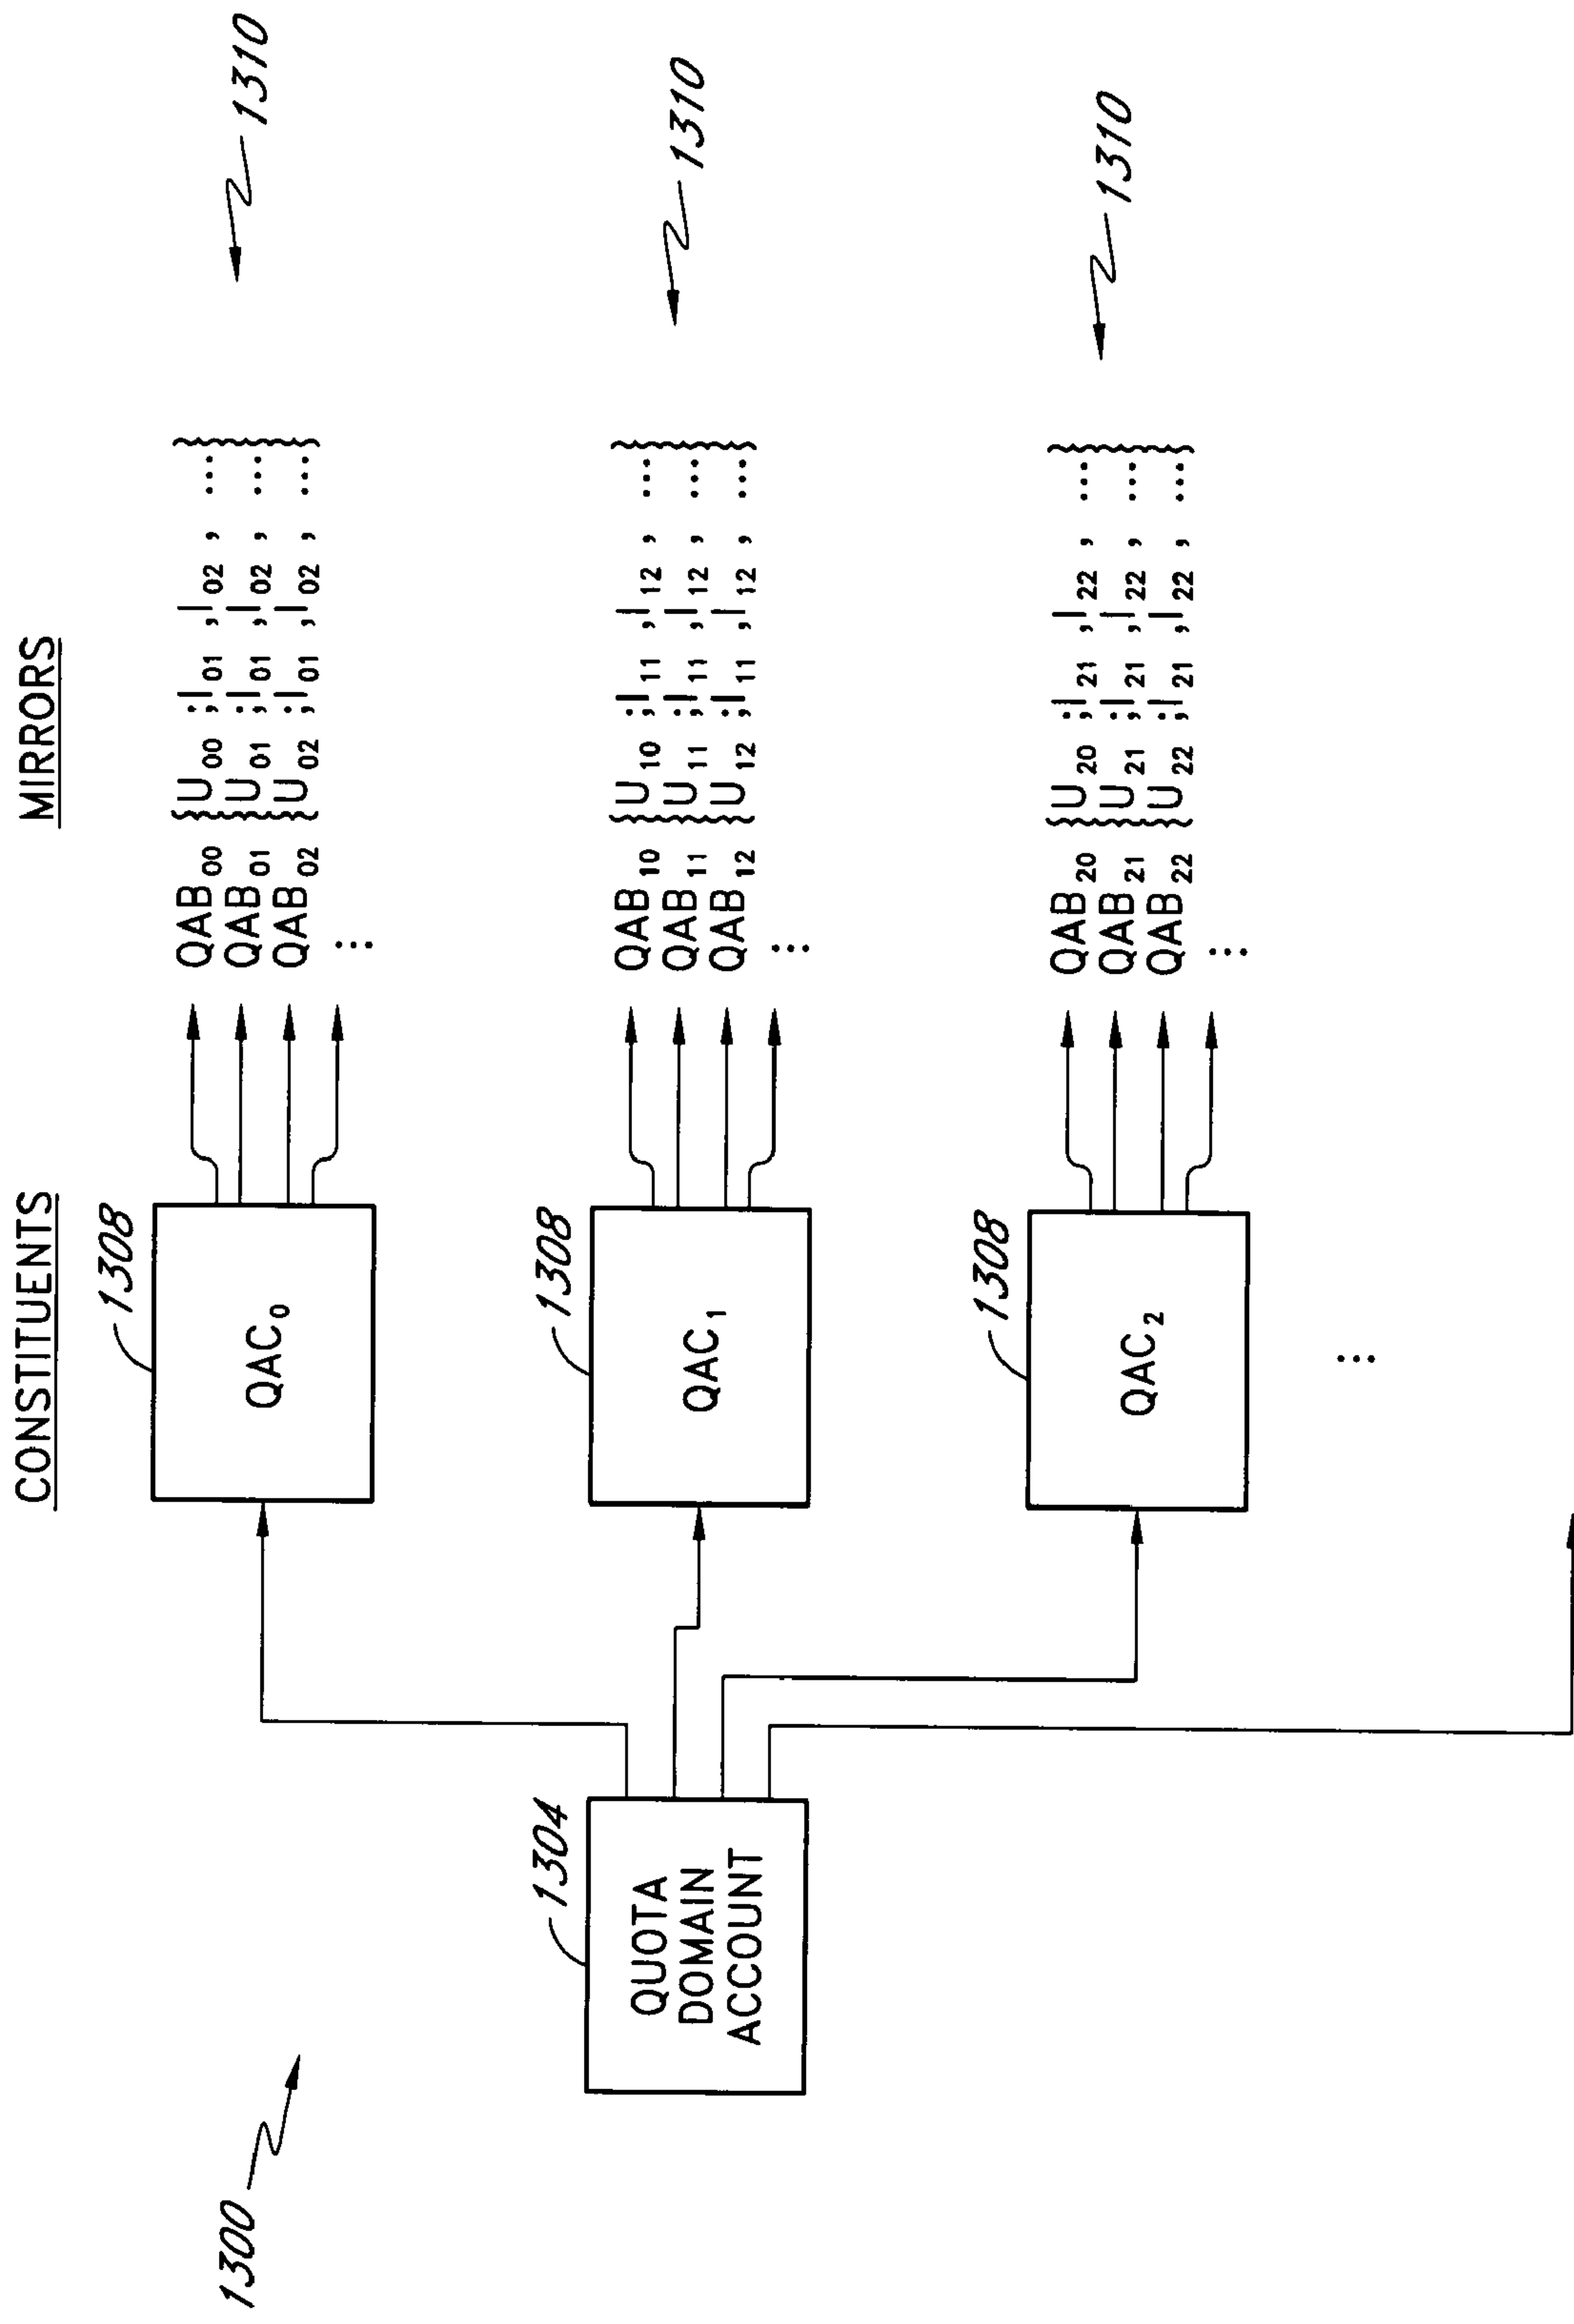 CONSTITUENTS
MIRRORS
1300
1304
QUOTA
DOMAIN
ACCOUNT
1308
QAC₀
QAB₀₀ {U₀₀ ;I₀₁ ,I₀₂ , ...}
QAB₀₁ {U₀₁ ;I₀₁ ,I₀₂ , ...}
QAB₀₂ {U₀₂ ;I₀₁ ,I₀₂ , ...}
⋮
1310
1308
QAC₁
QAB₁₀ {U₁₀ ;I₁₁ ,I₁₂ , ...}
QAB₁₁ {U₁₁ ;I₁₁ ,I₁₂ , ...}
QAB₁₂ {U₁₂ ;I₁₁ ,I₁₂ , ...}
⋮
1310
1308
QAC₂
QAB₂₀ {U₂₀ ;I₂₁ ,I₂₂ , ...}
QAB₂₁ {U₂₁ ;I₂₁ ,I₂₂ , ...}
QAB₂₂ {U₂₂ ;I₂₁ ,I₂₂ , ...}
⋮
1310
⋮